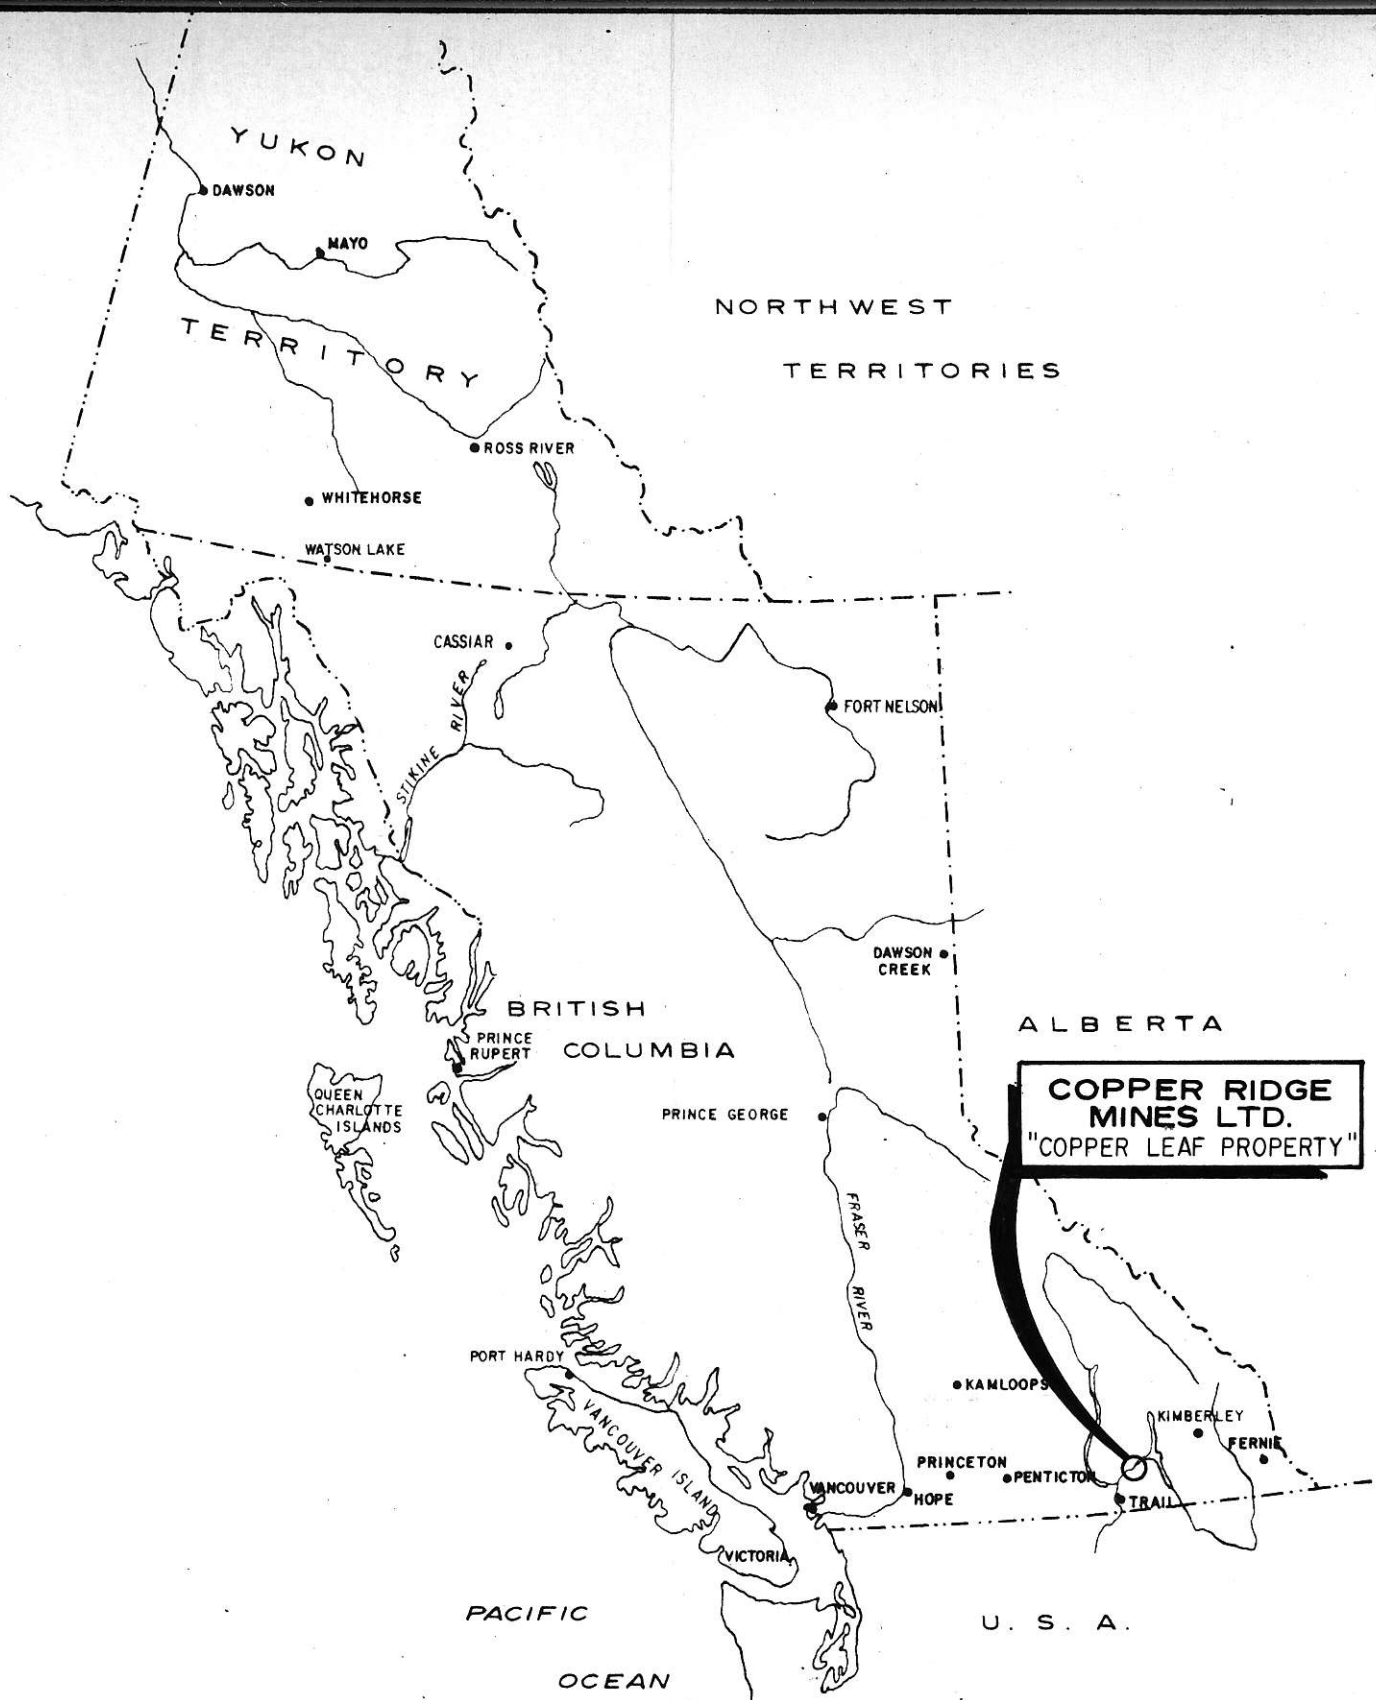 YUKON
DAWSON
MAYO
NORTHWEST
TERRITORIES
TERRITORY
ROSS RIVER
WHITEHORSE
WATSON LAKE
CASSIAR
STIKINE RIVER
FORT NELSON
DAWSON
CREEK
BRITISH
COLUMBIA
ALBERTA
PRINCE
RUPERT
QUEEN
CHARLOTTE
ISLANDS
PRINCE GEORGE
COPPER RIDGE
MINES LTD.
"COPPER LEAF PROPERTY"
FRASER RIVER
PORT HARDY
VANCOUVER ISLAND
KAMLOOPS
KIMBERLEY
FERNIE
PRINCETON
PENTICTON
VANCOUVER
HOPE
TRAIL
VICTORIA
PACIFIC
OCEAN
U. S. A.